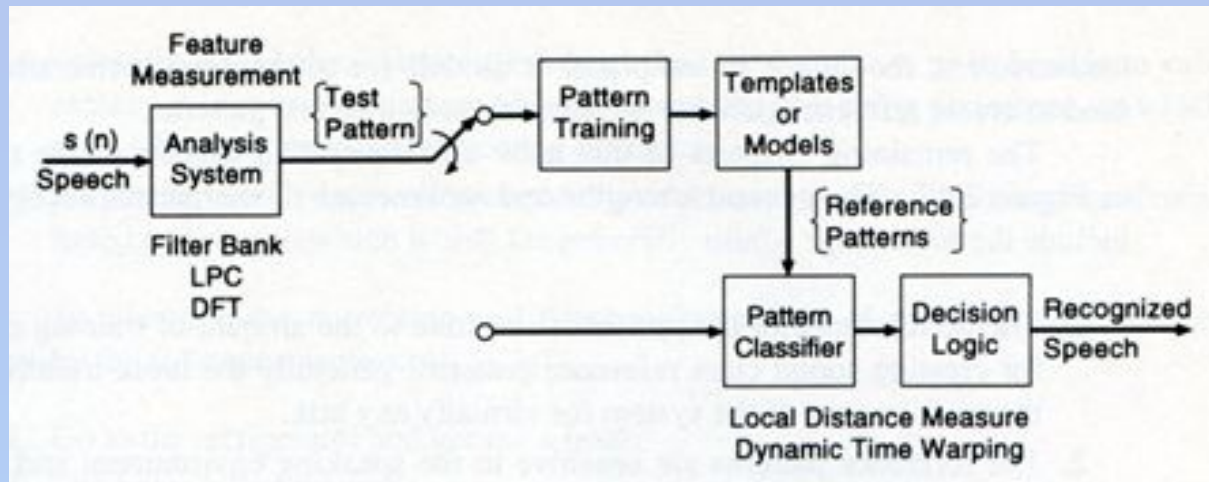 Feature
Measurement
s (n)
Speech
Analysis
System
Filter Bank
LPC
DFT
Test
Pattern
Pattern
Training
Templates
or
Models
Reference
Patterns
Pattern
Classifier
Decision
Logic
Recognized
Speech
Local Distance Measure
Dynamic Time Warping